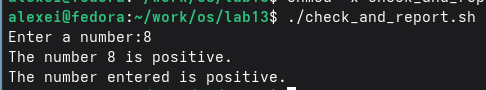 alexei@fedora:~/work/os/lab13$ ./check_and_report.sh
Enter a number:8
The number 8 is positive.
The number entered is positive.